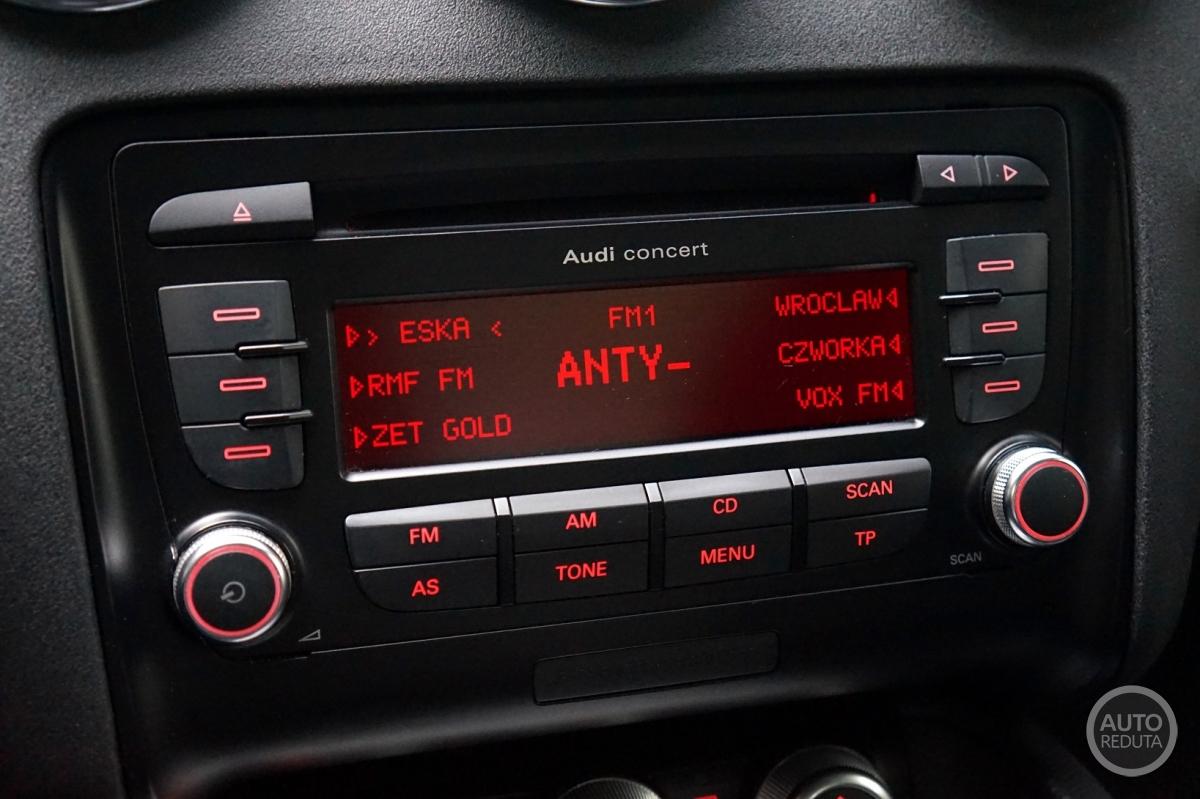 Audi concert
> ESKA <
FM1
WROCLAW
RMF FM
ANTY-
CZWORKA
ZET GOLD
VOX FM
FM
AM
CD
SCAN
AS
TONE
MENU
TP
SCAN
AUTO
REDUTA